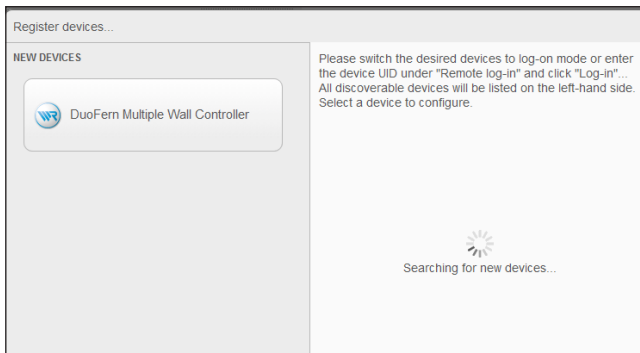 Register devices...
NEW DEVICES
WR DuoFern Multiple Wall Controller
Please switch the desired devices to log-on mode or enter
the device UID under "Remote log-in" and click "Log-in"...
All discoverable devices will be listed on the left-hand side.
Select a device to configure.
Searching for new devices...